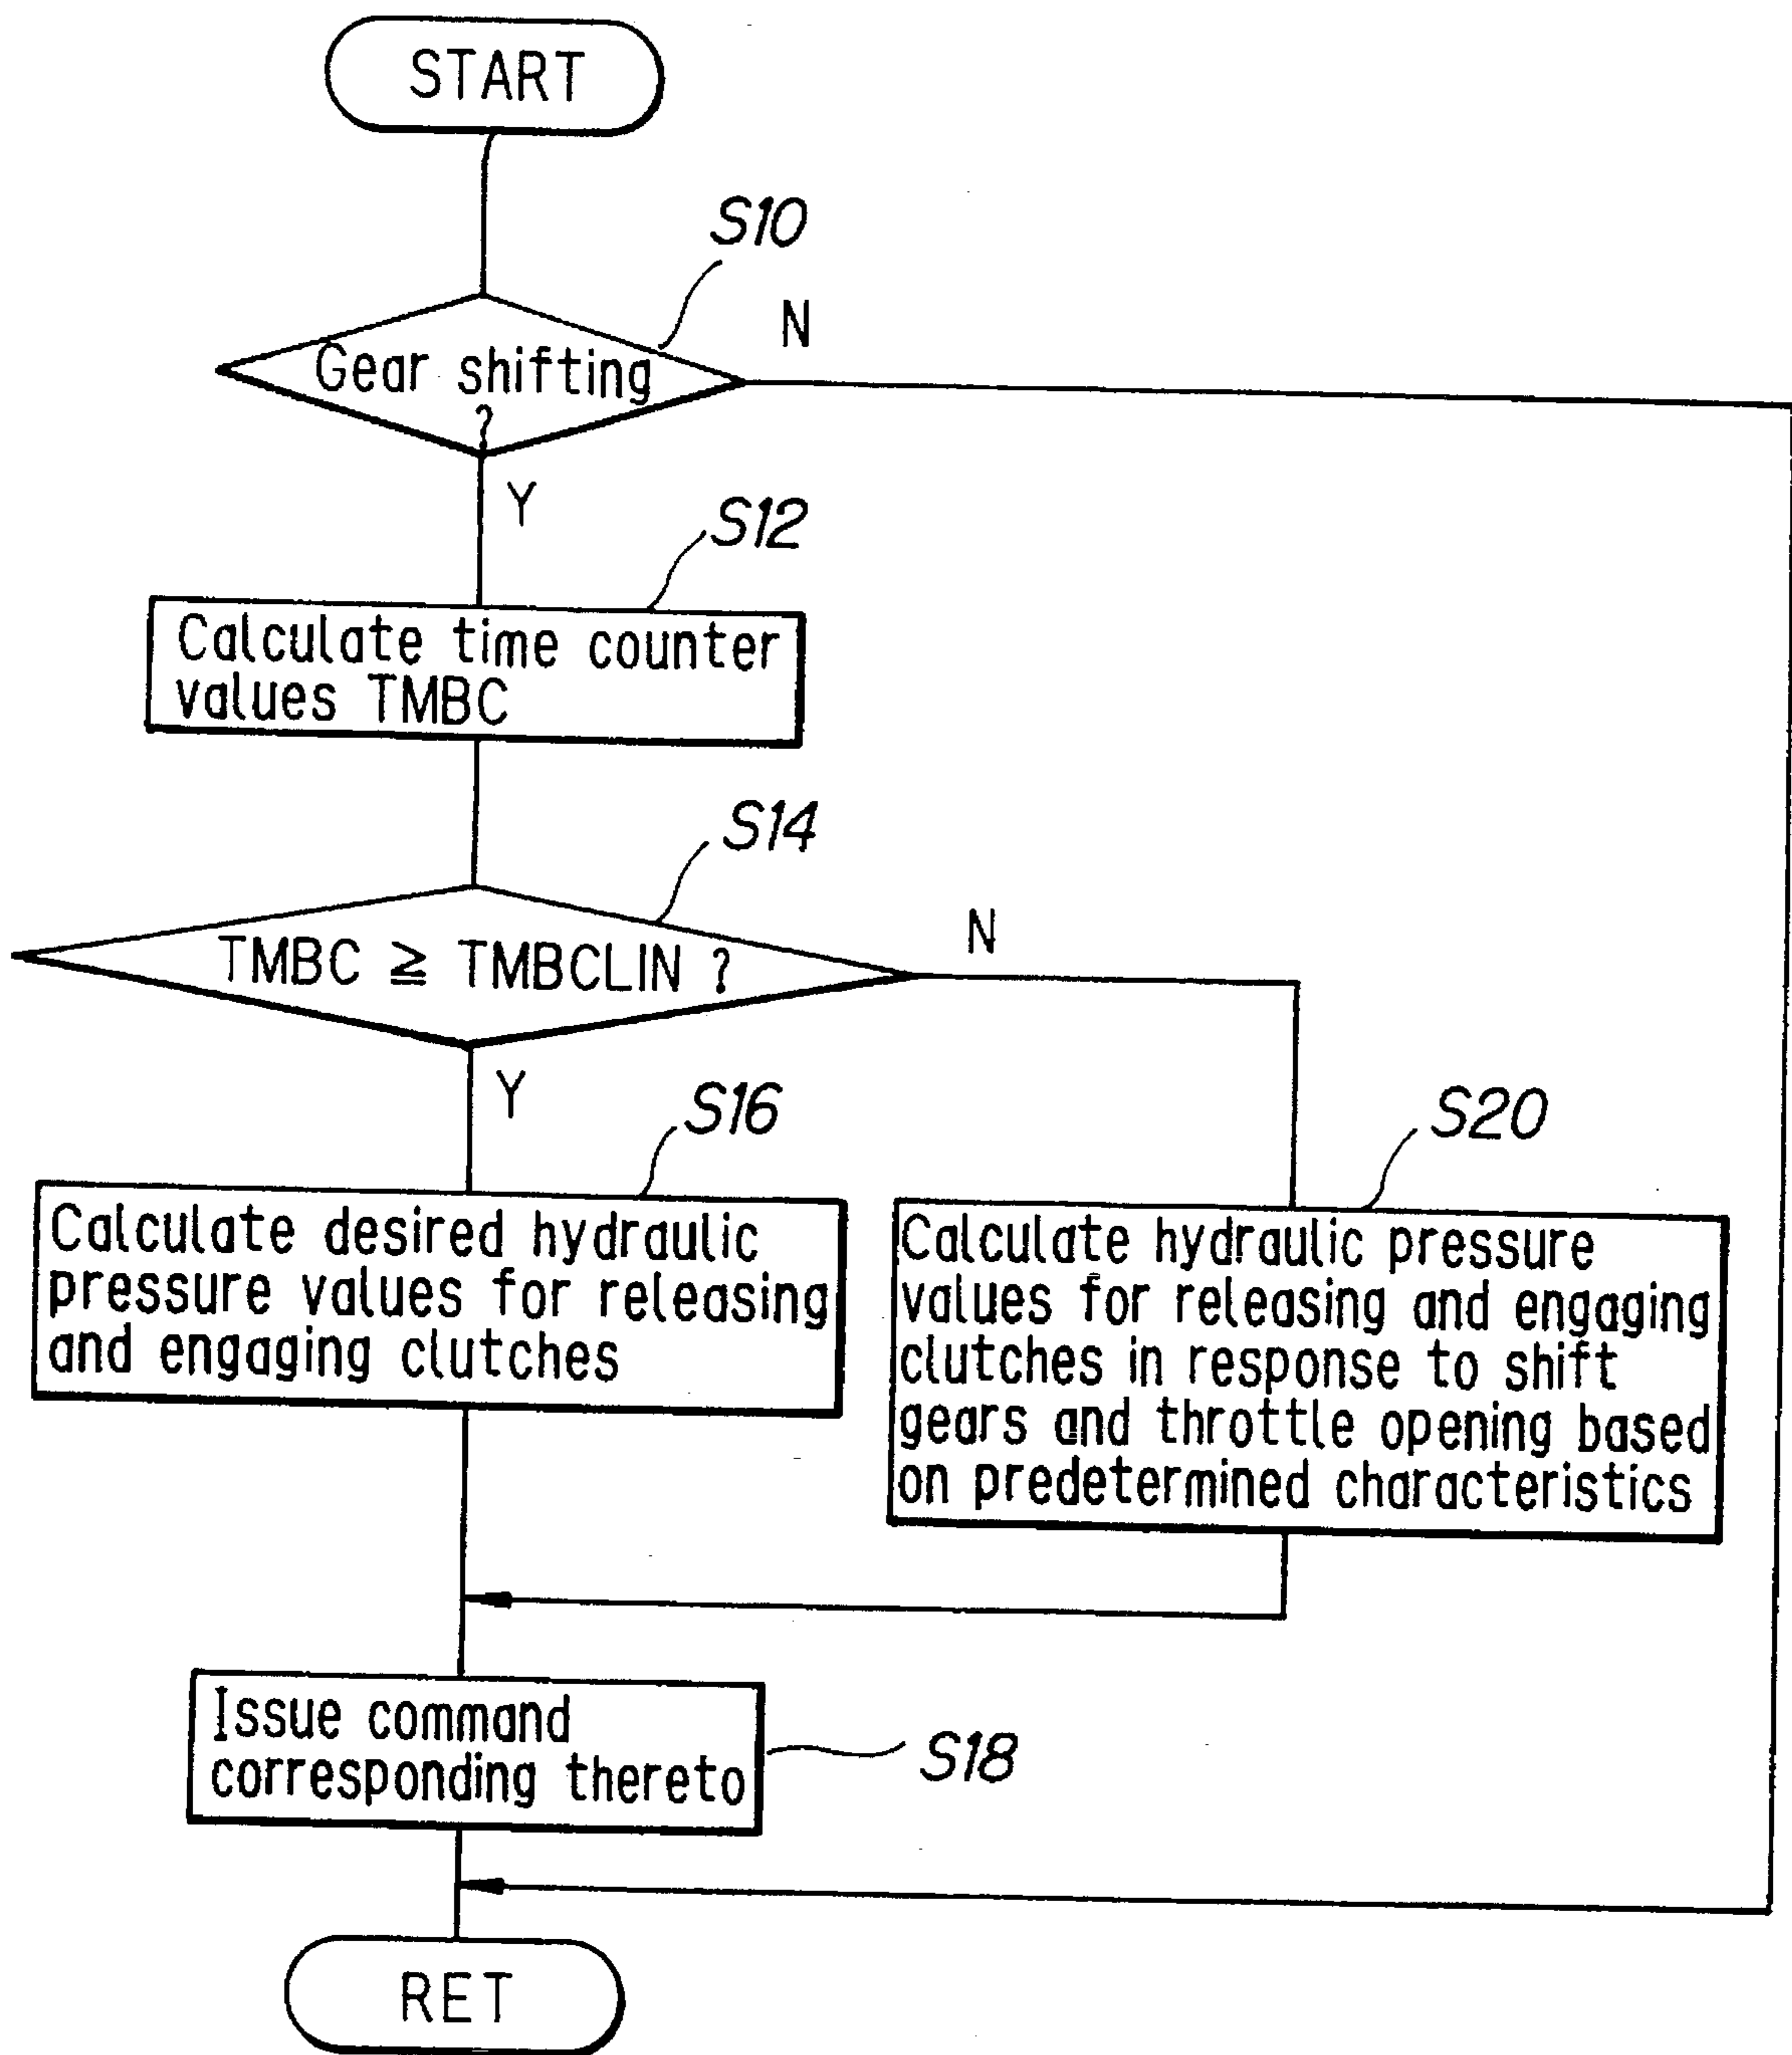 START
S10
N
Gear shifting
?
Y
S12
Calculate time counter
values TMBC
S14
N
TMBC ≧ TMBCLIN ?
Y
S16
Calculate desired hydraulic
pressure values for releasing
and engaging clutches
S20
Calculate hydraulic pressure
values for releasing and engaging
clutches in response to shift
gears and throttle opening based
on predetermined characteristics
Issue command
corresponding thereto
S18
RET